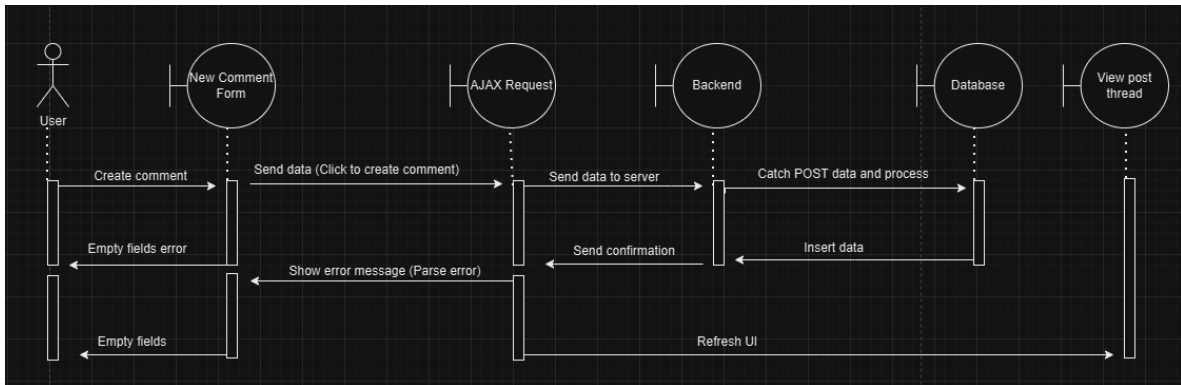 New Comment
Form
AJAX Request
Backend
Database
View post
thread
User
Create comment
Send data (Click to create comment)
Send data to server
Catch POST data and process
Empty fields error
Send confirmation
Insert data
Show error message (Parse error)
Empty fields
Refresh UI